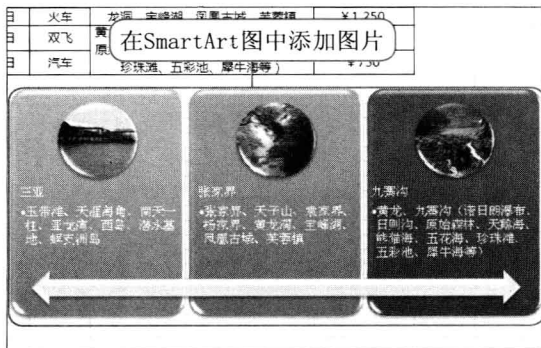 日 火车 龙洞、宝峰湖、凤凰古城、芙蓉镇 ￥1,250
日 双飞 黄
原
在SmartArt图中添加图片
日 汽车 珍珠滩、五彩池、犀牛海等） ￥750
三亚
•玉带滩、天涯海角、南天一
柱、亚龙湾、西岛、潜水基
地、蜈支洲岛
张家界
•张家界、天子山、袁家界、
杨家界、黄龙洞、宝峰湖、
凤凰古城、芙蓉镇
九寨沟
•黄龙、九寨沟（诺日朗瀑布、
日则沟、原始森林、天鹅海、
熊猫海、五花海、珍珠滩、
五彩池、犀牛海等）